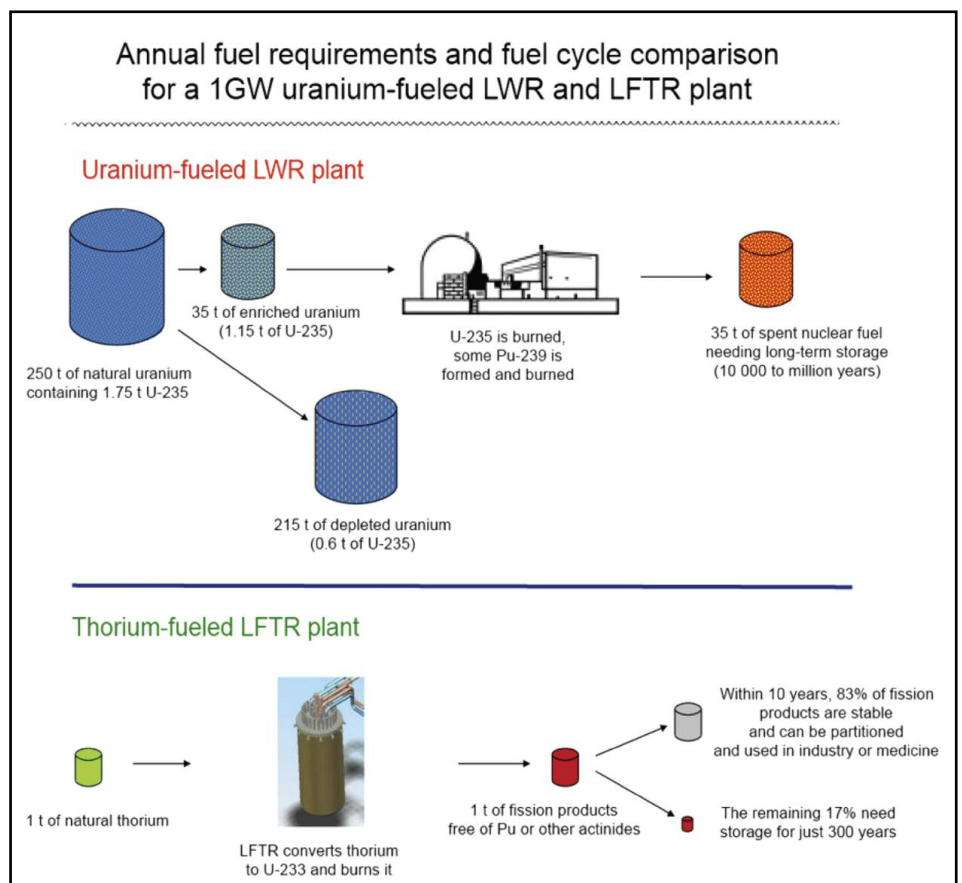 Annual fuel requirements and fuel cycle comparison
for a 1GW uranium-fueled LWR and LFTR plant
Uranium-fueled LWR plant
250 t of natural uranium
containing 1.75 t U-235
35 t of enriched uranium
(1.15 t of U-235)
U-235 is burned,
some Pu-239 is
formed and burned
35 t of spent nuclear fuel
needing long-term storage
(10 000 to million years)
215 t of depleted uranium
(0.6 t of U-235)
Thorium-fueled LFTR plant
1 t of natural thorium
LFTR converts thorium
to U-233 and burns it
1 t of fission products
free of Pu or other actinides
Within 10 years, 83% of fission
products are stable
and can be partitioned
and used in industry or medicine
The remaining 17% need
storage for just 300 years